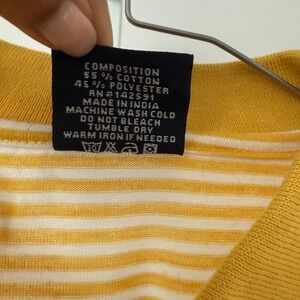 COMPOSITION
55% COTTON
45% POLYESTER
RN#142591
MADE IN INDIA
MACHINE WASH COLD
DO NOT BLEACH
TUMBLE DRY
WARM IRON IF NEEDED